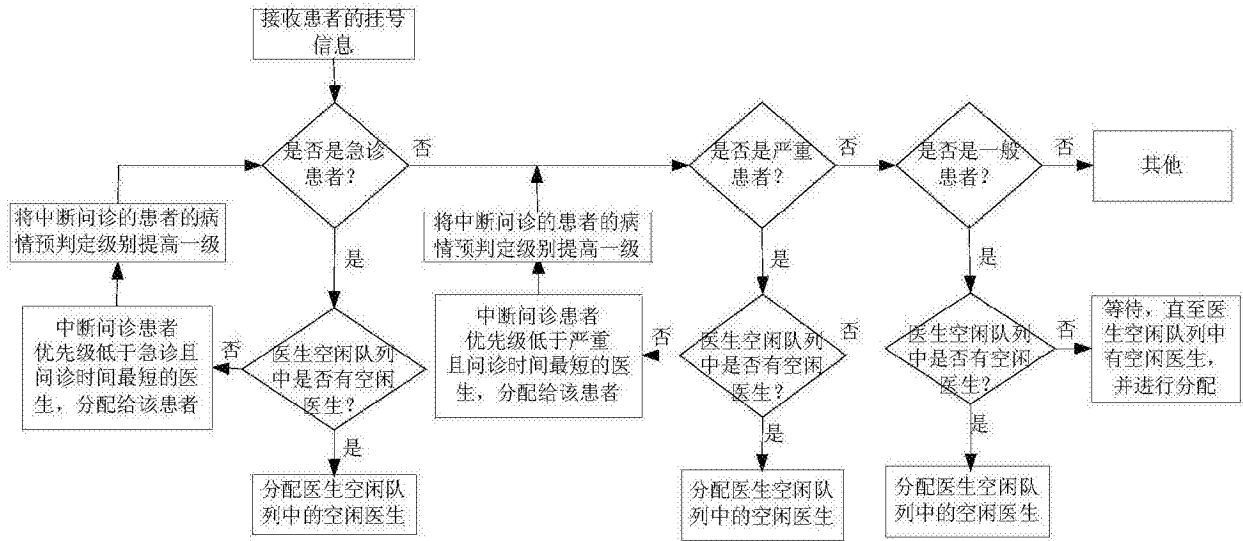 接收患者的挂号
信息
是否是急诊
患者？
否
是否是严重
患者？
否
是否是一般
患者？
否
其他
将中断问诊的患者的病
情预判定级别提高一级
是
将中断问诊的患者的病
情预判定级别提高一级
是
是
中断问诊患者
优先级低于急诊且
问诊时间最短的医
生，分配给该患者
否
医生空闲队列
中是否有空闲
医生？
中断问诊患者
优先级低于严重
且问诊时间最短的医
生，分配给该患者
否
医生空闲队列
中是否有空闲
医生？
否
医生空闲队列
中是否有空闲
医生？
否
等待，直至医
生空闲队列中
有空闲医生，
并进行分配
是
是
是
分配医生空闲队
列中的空闲医生
分配医生空闲队
列中的空闲医生
分配医生空闲队
列中的空闲医生